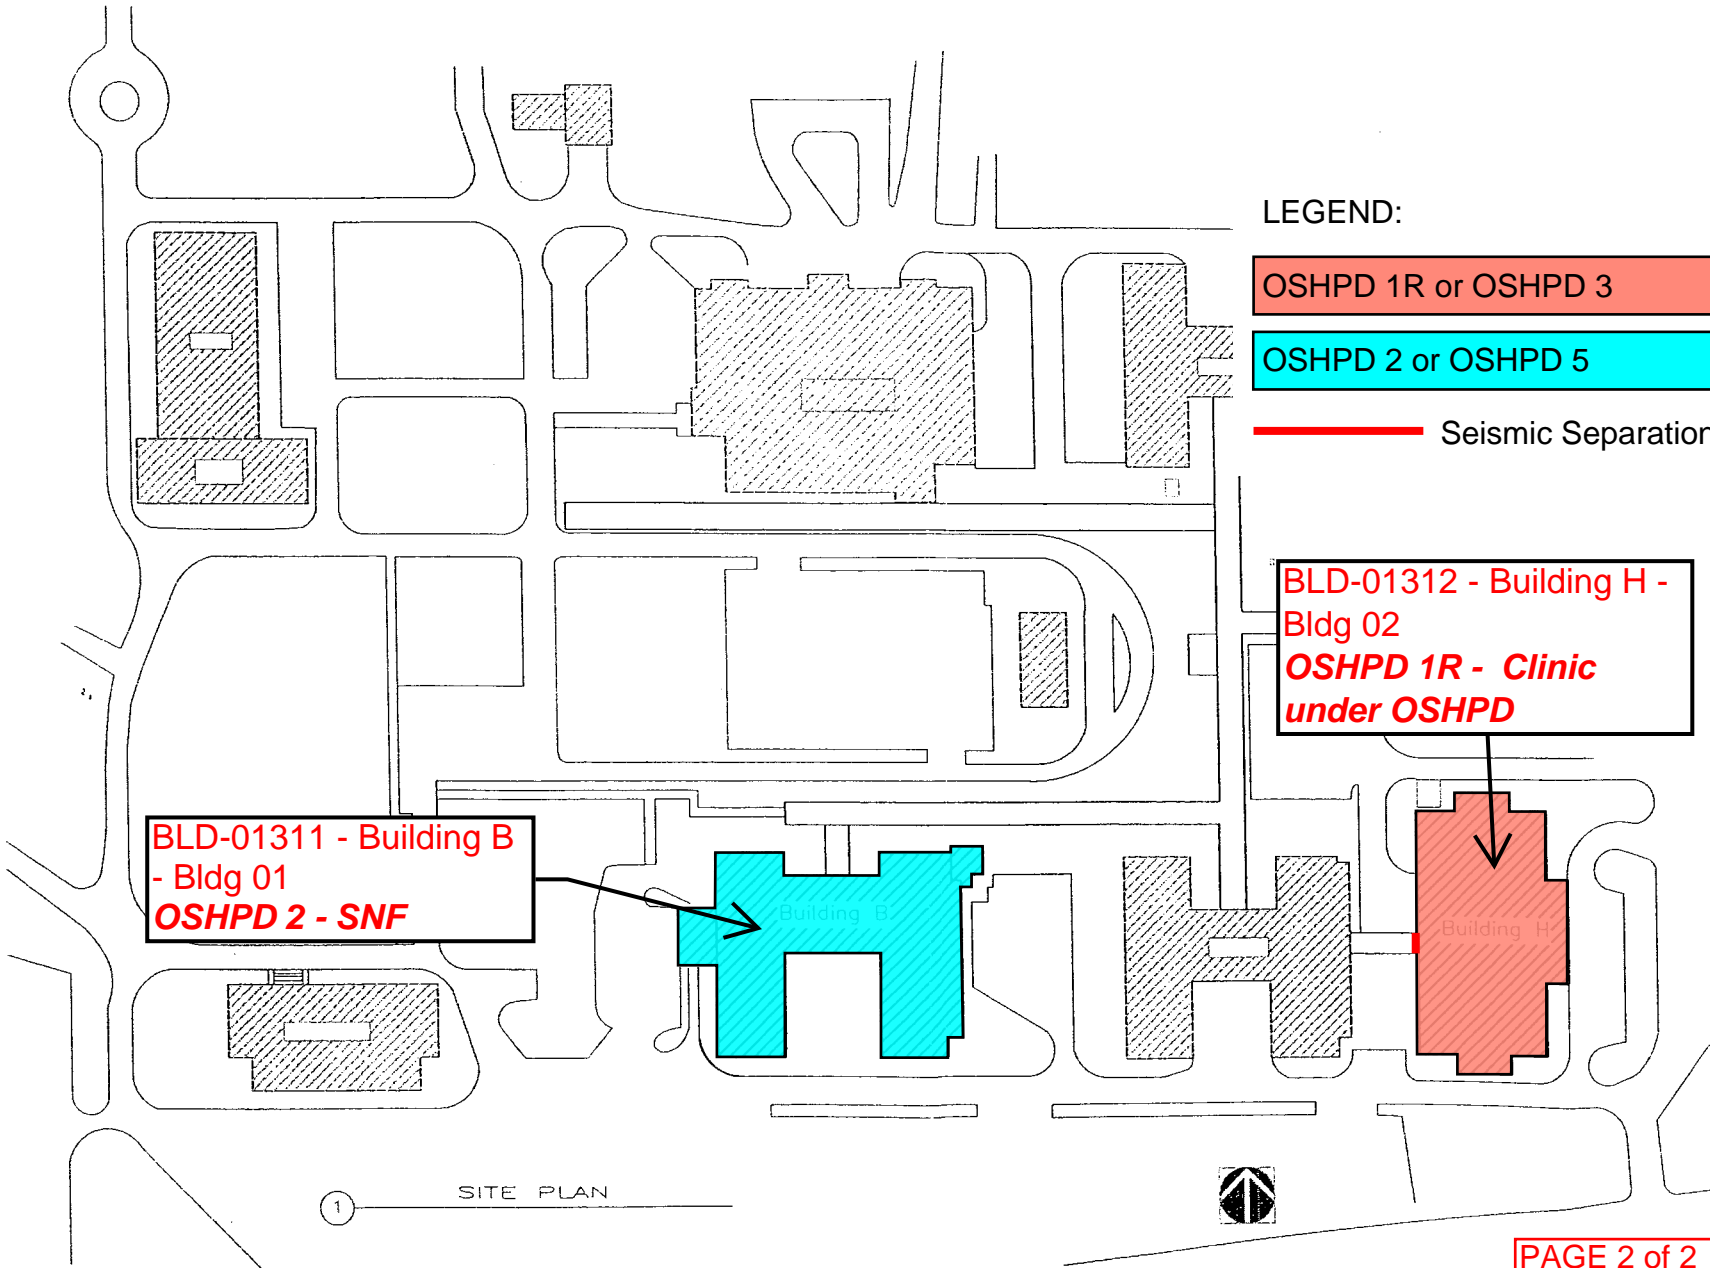 LEGEND:
OSHPD 1R or OSHPD 3
OSHPD 2 or OSHPD 5
Seismic Separation
BLD-01312 - Building H -
Bldg 02
OSHPD 1R - Clinic
under OSHPD
BLD-01311 - Building B
- Bldg 01
OSHPD 2 - SNF
Building B
Building H
1
SITE PLAN
PAGE 2 of 2